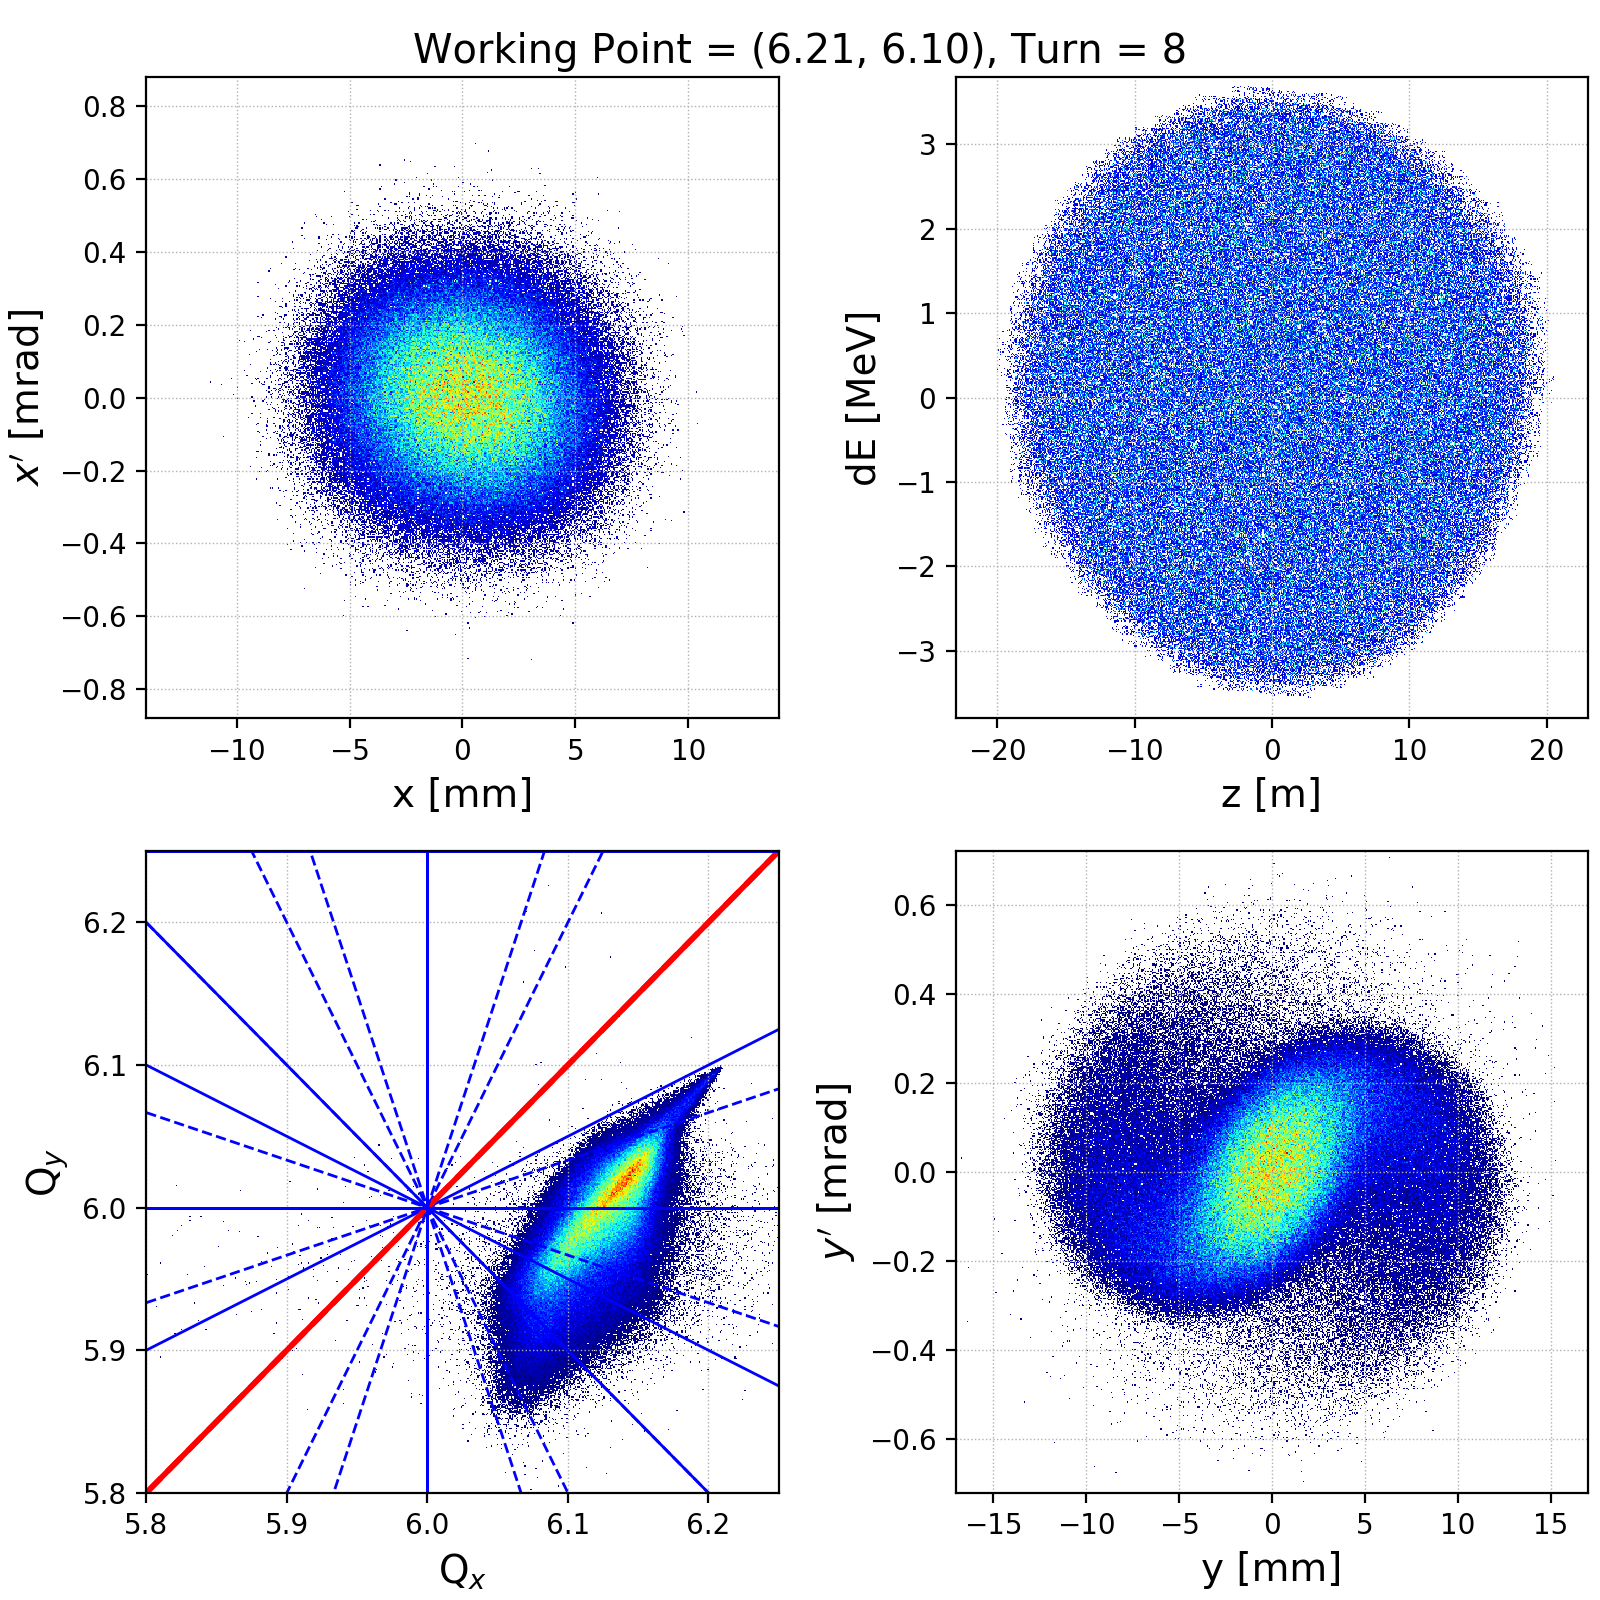 Working Point = (6.21, 6.10), Turn = 8
0.8
0.6
0.4
0.2
0.0
−0.2
−0.4
−0.6
−0.8
x′ [mrad]
−10 −5 0 5 10
x [mm]
3
2
1
0
−1
−2
−3
dE [MeV]
−20 −10 0 10 20
z [m]
6.2
6.1
6.0
5.9
5.8
Qy
5.8 5.9 6.0 6.1 6.2
Qx
0.6
0.4
0.2
0.0
−0.2
−0.4
−0.6
y′ [mrad]
−15 −10 −5 0 5 10 15
y [mm]